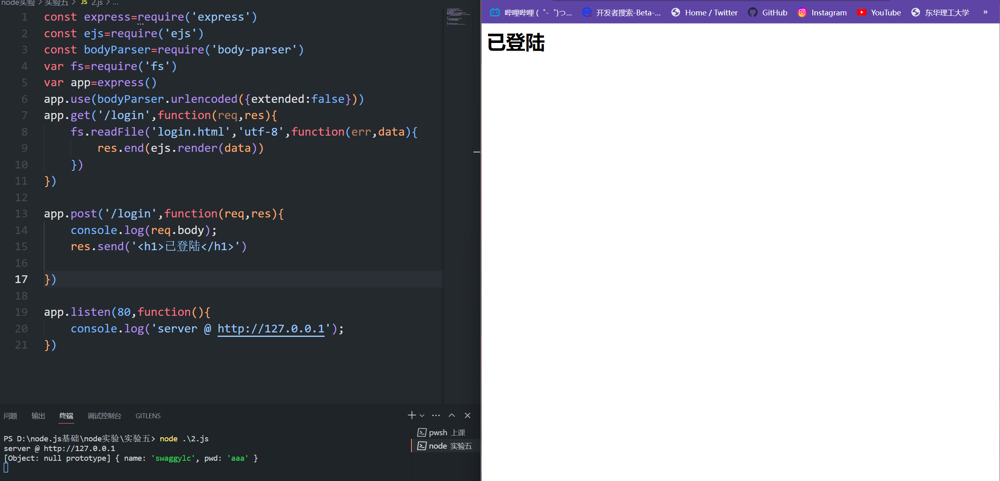 node实验 > 实验五 > JS 2.js > ...
1 const express=require('express')
2 const ejs=require('ejs')
3 const bodyParser=require('body-parser')
4 var fs=require('fs')
5 var app=express()
6 app.use(bodyParser.urlencoded({extended:false}))
7 app.get('/login',function(req,res){
8 fs.readFile('login.html','utf-8',function(err,data){
9 res.end(ejs.render(data))
10 })
11 })
12
13 app.post('/login',function(req,res){
14 console.log(req.body);
15 res.send('<h1>已登陆</h1>')
16
17 })
18
19 app.listen(80,function(){
20 console.log('server @ http://127.0.0.1');
21 })
问题 输出 终端 调试控制台 GITLENS
PS D:\node.js基础\node实验\实验五> node .\2.js
server @ http://127.0.0.1
[Object: null prototype] { name: 'swaggylc', pwd: 'aaa' }
pwsh 上课
node 实验五
哔哩哔哩 ( ゜- ゜)つ... 开发者搜索-Beta-... Home / Twitter GitHub Instagram YouTube 东华理工大学 »
已登陆